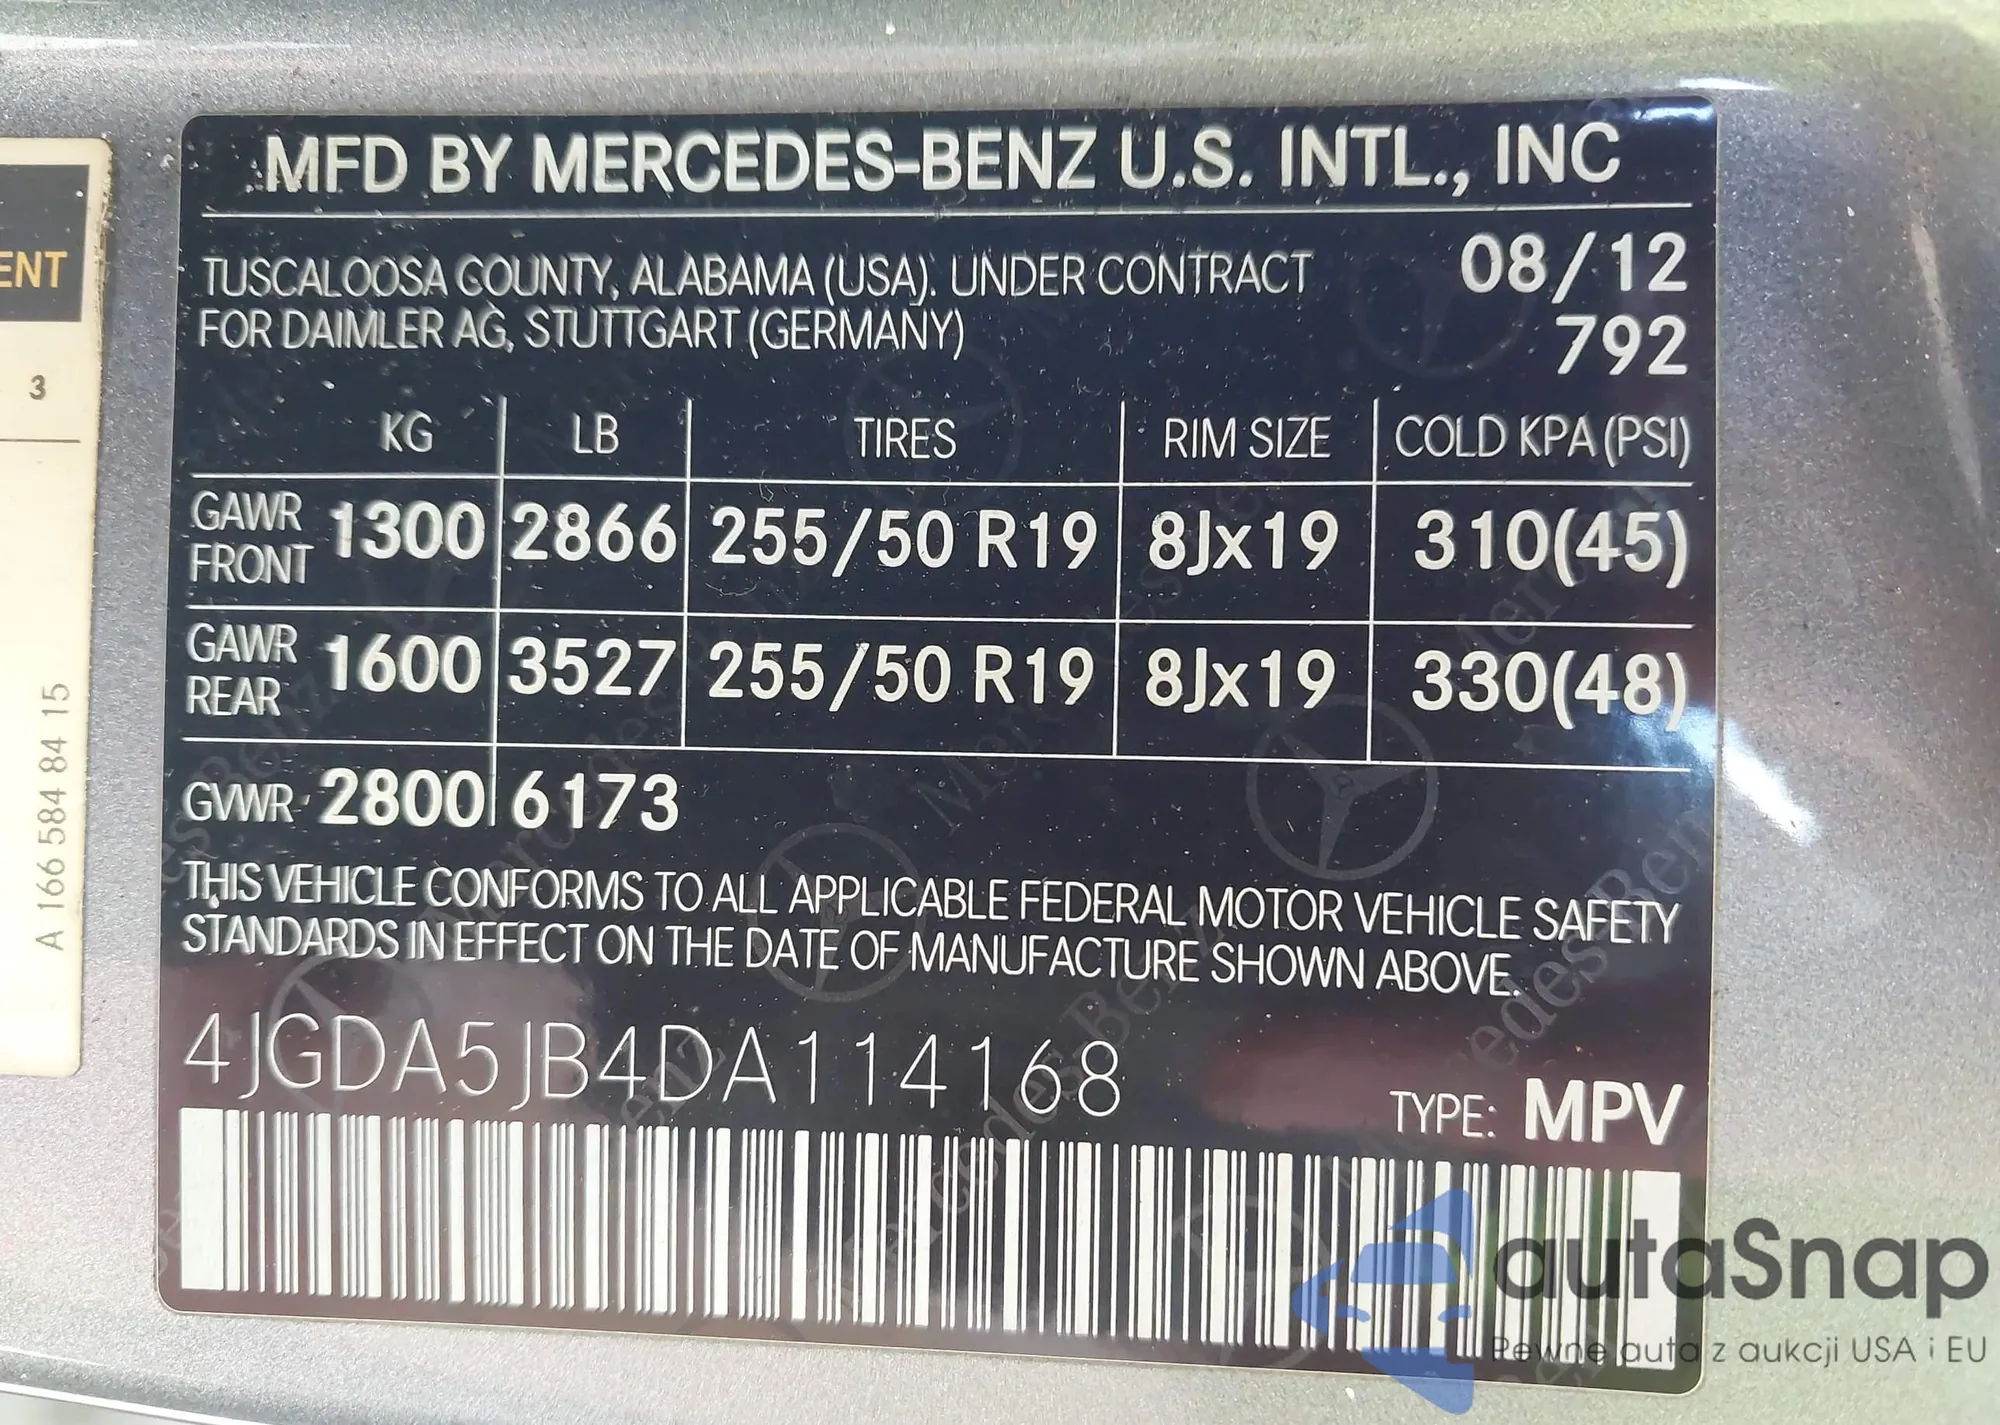 MFD BY MERCEDES-BENZ U.S. INTL., INC
TUSCALOOSA COUNTY, ALABAMA (USA). UNDER CONTRACT
FOR DAIMLER AG, STUTTGART (GERMANY)
08/12
792
KG LB TIRES RIM SIZE COLD KPA (PSI)
GAWR FRONT 1300 2866 255/50 R19 8Jx19 310(45)
GAWR REAR 1600 3527 255/50 R19 8Jx19 330(48)
GVWR 2800 6173
THIS VEHICLE CONFORMS TO ALL APPLICABLE FEDERAL MOTOR VEHICLE SAFETY
STANDARDS IN EFFECT ON THE DATE OF MANUFACTURE SHOWN ABOVE.
4JGDA5JB4DA114168
TYPE: MPV
ENT
3
A 166 584 84 15
autaSnap
Pewne auta z aukcji USA i EU